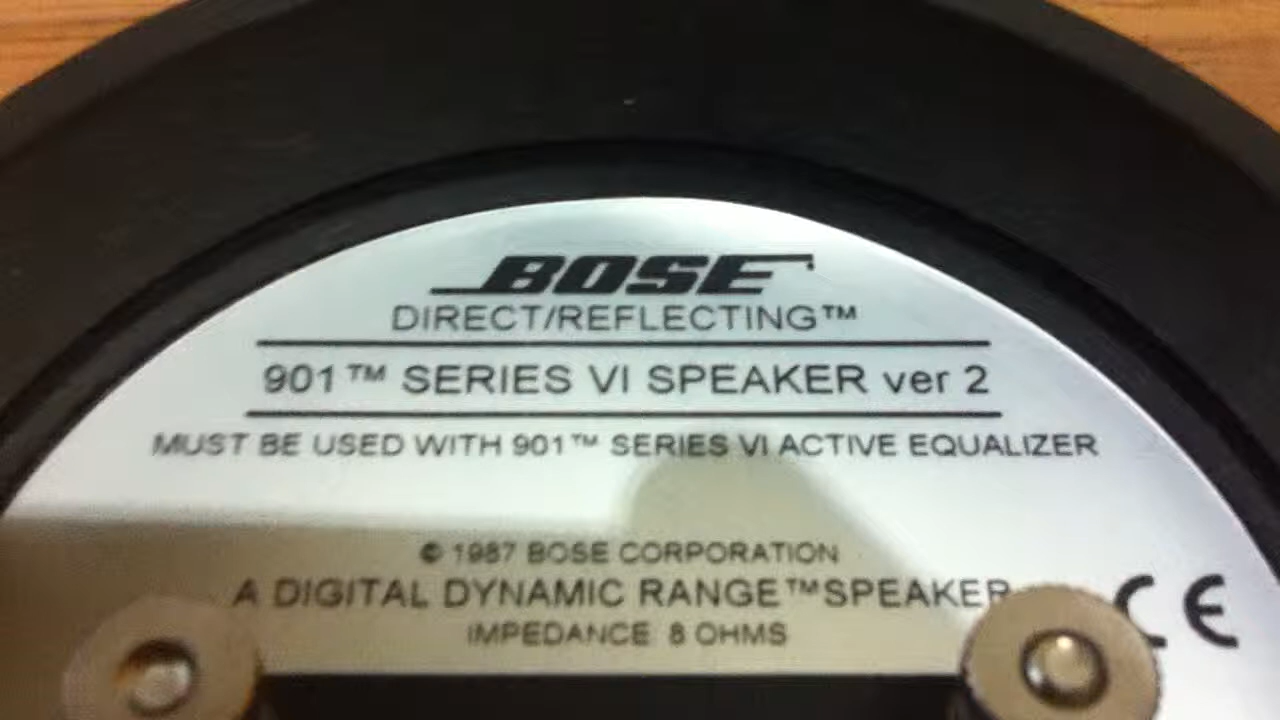 BOSE
DIRECT/REFLECTING™
901™ SERIES VI SPEAKER ver 2
MUST BE USED WITH 901™ SERIES VI ACTIVE EQUALIZER
© 1987 BOSE CORPORATION
A DIGITAL DYNAMIC RANGE™SPEAKER
CE
IMPEDANCE 8 OHMS